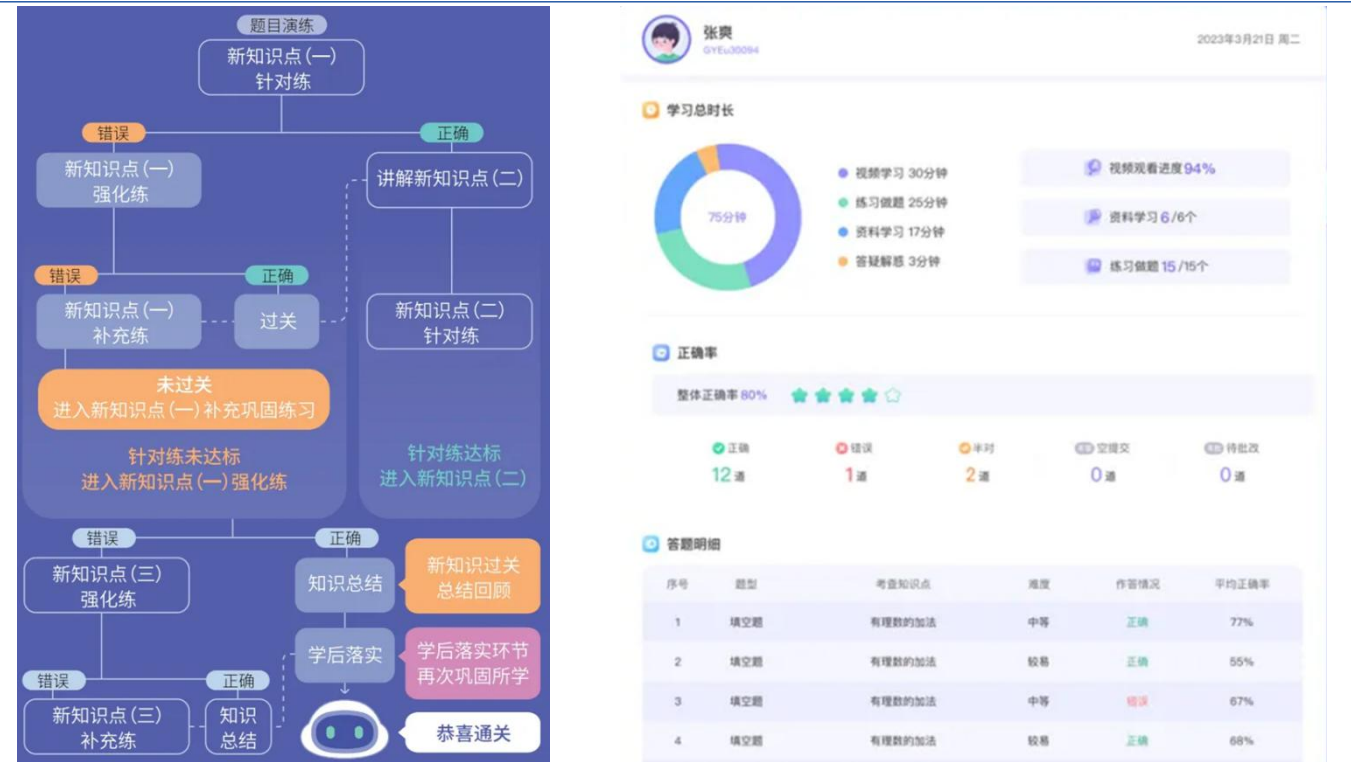 题目演练
新知识点(一)
针对练
错误
正确
新知识点(一)
强化练
讲解新知识点(二)
错误
正确
新知识点(一)
补充练
过关
新知识点(二)
针对练
未过关
进入新知识点(一)补充巩固练习
针对练未达标
进入新知识点(一)强化练
针对练达标
进入新知识点(二)
错误
正确
新知识点(三)
强化练
知识总结
新知识过关
总结回顾
学后落实
学后落实环节
再次巩固所学
错误
正确
新知识点(三)
补充练
知识
总结
恭喜通关
张爽
2023年3月21日 周二
学习总时长
75分钟
视频学习 30分钟
练习做题 25分钟
资料学习 17分钟
答疑解惑 3分钟
视频观看进度94%
资料学习 6/6个
练习做题 15/15个
正确率
整体正确率 80%
正确 错误 半对 空提交 待批改
12道 1道 2道 0道 0道
答题明细
序号 题型 考查知识点 难度 作答情况 平均正确率
1 填空题 有理数的加法 中等 正确 77%
2 填空题 有理数的加法 较易 正确 55%
3 填空题 有理数的加法 中等 错误 67%
4 填空题 有理数的加法 较易 正确 68%